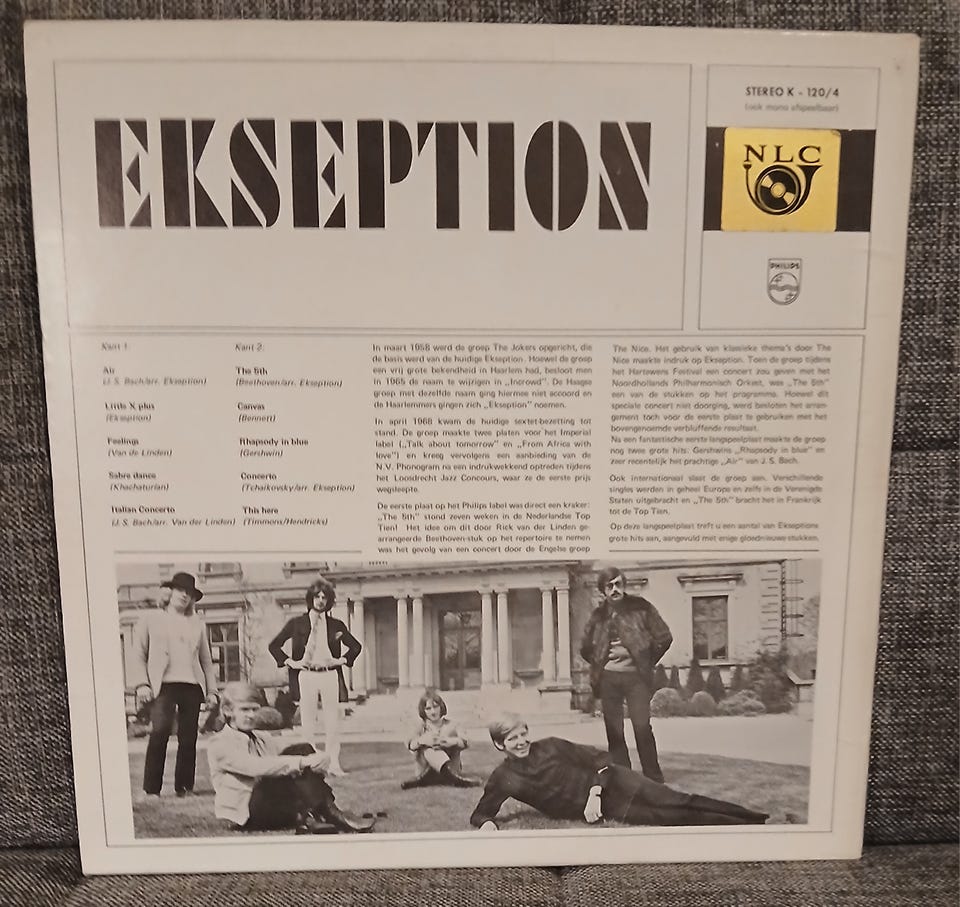 EKSEPTION
STEREO K - 120/4
(ook mono afspeelbaar)
NLC
PHILIPS
Kant 1:
Air
(J. S. Bach/arr. Ekseption)
Little X plus
(Ekseption)
Feelings
(Van de Linden)
Sabre dance
(Khachaturian)
Italian Concerto
(J. S. Bach/arr. Van der Linden)
Kant 2:
The 5th
(Beethoven/arr. Ekseption)
Canvas
(Bennett)
Rhapsody in blue
(Gershwin)
Concerto
(Tchaikovsky/arr. Ekseption)
This here
(Timmons/Hendricks)
In maart 1958 werd de groep The Jokers opgericht, die
de basis werd van de huidige Ekseption. Hoewel de groep
een vrij grote bekendheid in Haarlem had, besloot men
in 1965 de naam te wijzigen in „Incrowd". De Haagse
groep met dezelfde naam ging hiermee niet accoord en
de Haarlemmers gingen zich „Ekseption" noemen.
In april 1968 kwam de huidige sextet-bezetting tot
stand. De groep maakte twee platen voor het Imperial
label („Talk about tomorrow" en „From Africa with
love") en kreeg vervolgens een aanbieding van de
N.V. Phonogram na een indrukwekkend optreden tijdens
het Loosdrecht Jazz Concours, waar ze de eerste prijs
wegsleepte.
De eerste plaat op het Philips label was direct een kraker:
„The 5th" stond zeven weken in de Nederlandse Top
Tien! Het idee om dit door Rick van der Linden ge-
arrangeerde Beethoven-stuk op het repertoire te nemen
was het gevolg van een concert door de Engelse groep
The Nice. Het gebruik van klassieke thema's door The
Nice maakte indruk op Ekseption. Toen de groep tijdens
het Hartewens Festival een concert zou geven met het
Noordhollands Philharmonisch Orkest, was „The 5th"
een van de stukken op het programma. Hoewel dit
speciale concert niet doorging, werd besloten het arran-
gement toch voor de eerste plaat te gebruiken met het
bovengenoemde verbluffende resultaat.
Na een fantastische eerste langspeelplaat maakte de groep
nog twee grote hits: Gershwins „Rhapsody in blue" en
zeer recentelijk het prachtige „Air" van J. S. Bach.
Ook internationaal slaat de groep aan. Verschillende
singles werden in geheel Europa en zelfs in de Verenigde
Staten uitgebracht en „The 5th" bracht het in Frankrijk
tot de Top Tien.
Op deze langspeelplaat treft u een aantal van Ekseptions
grote hits aan, aangevuld met enige gloednieuwe stukken.